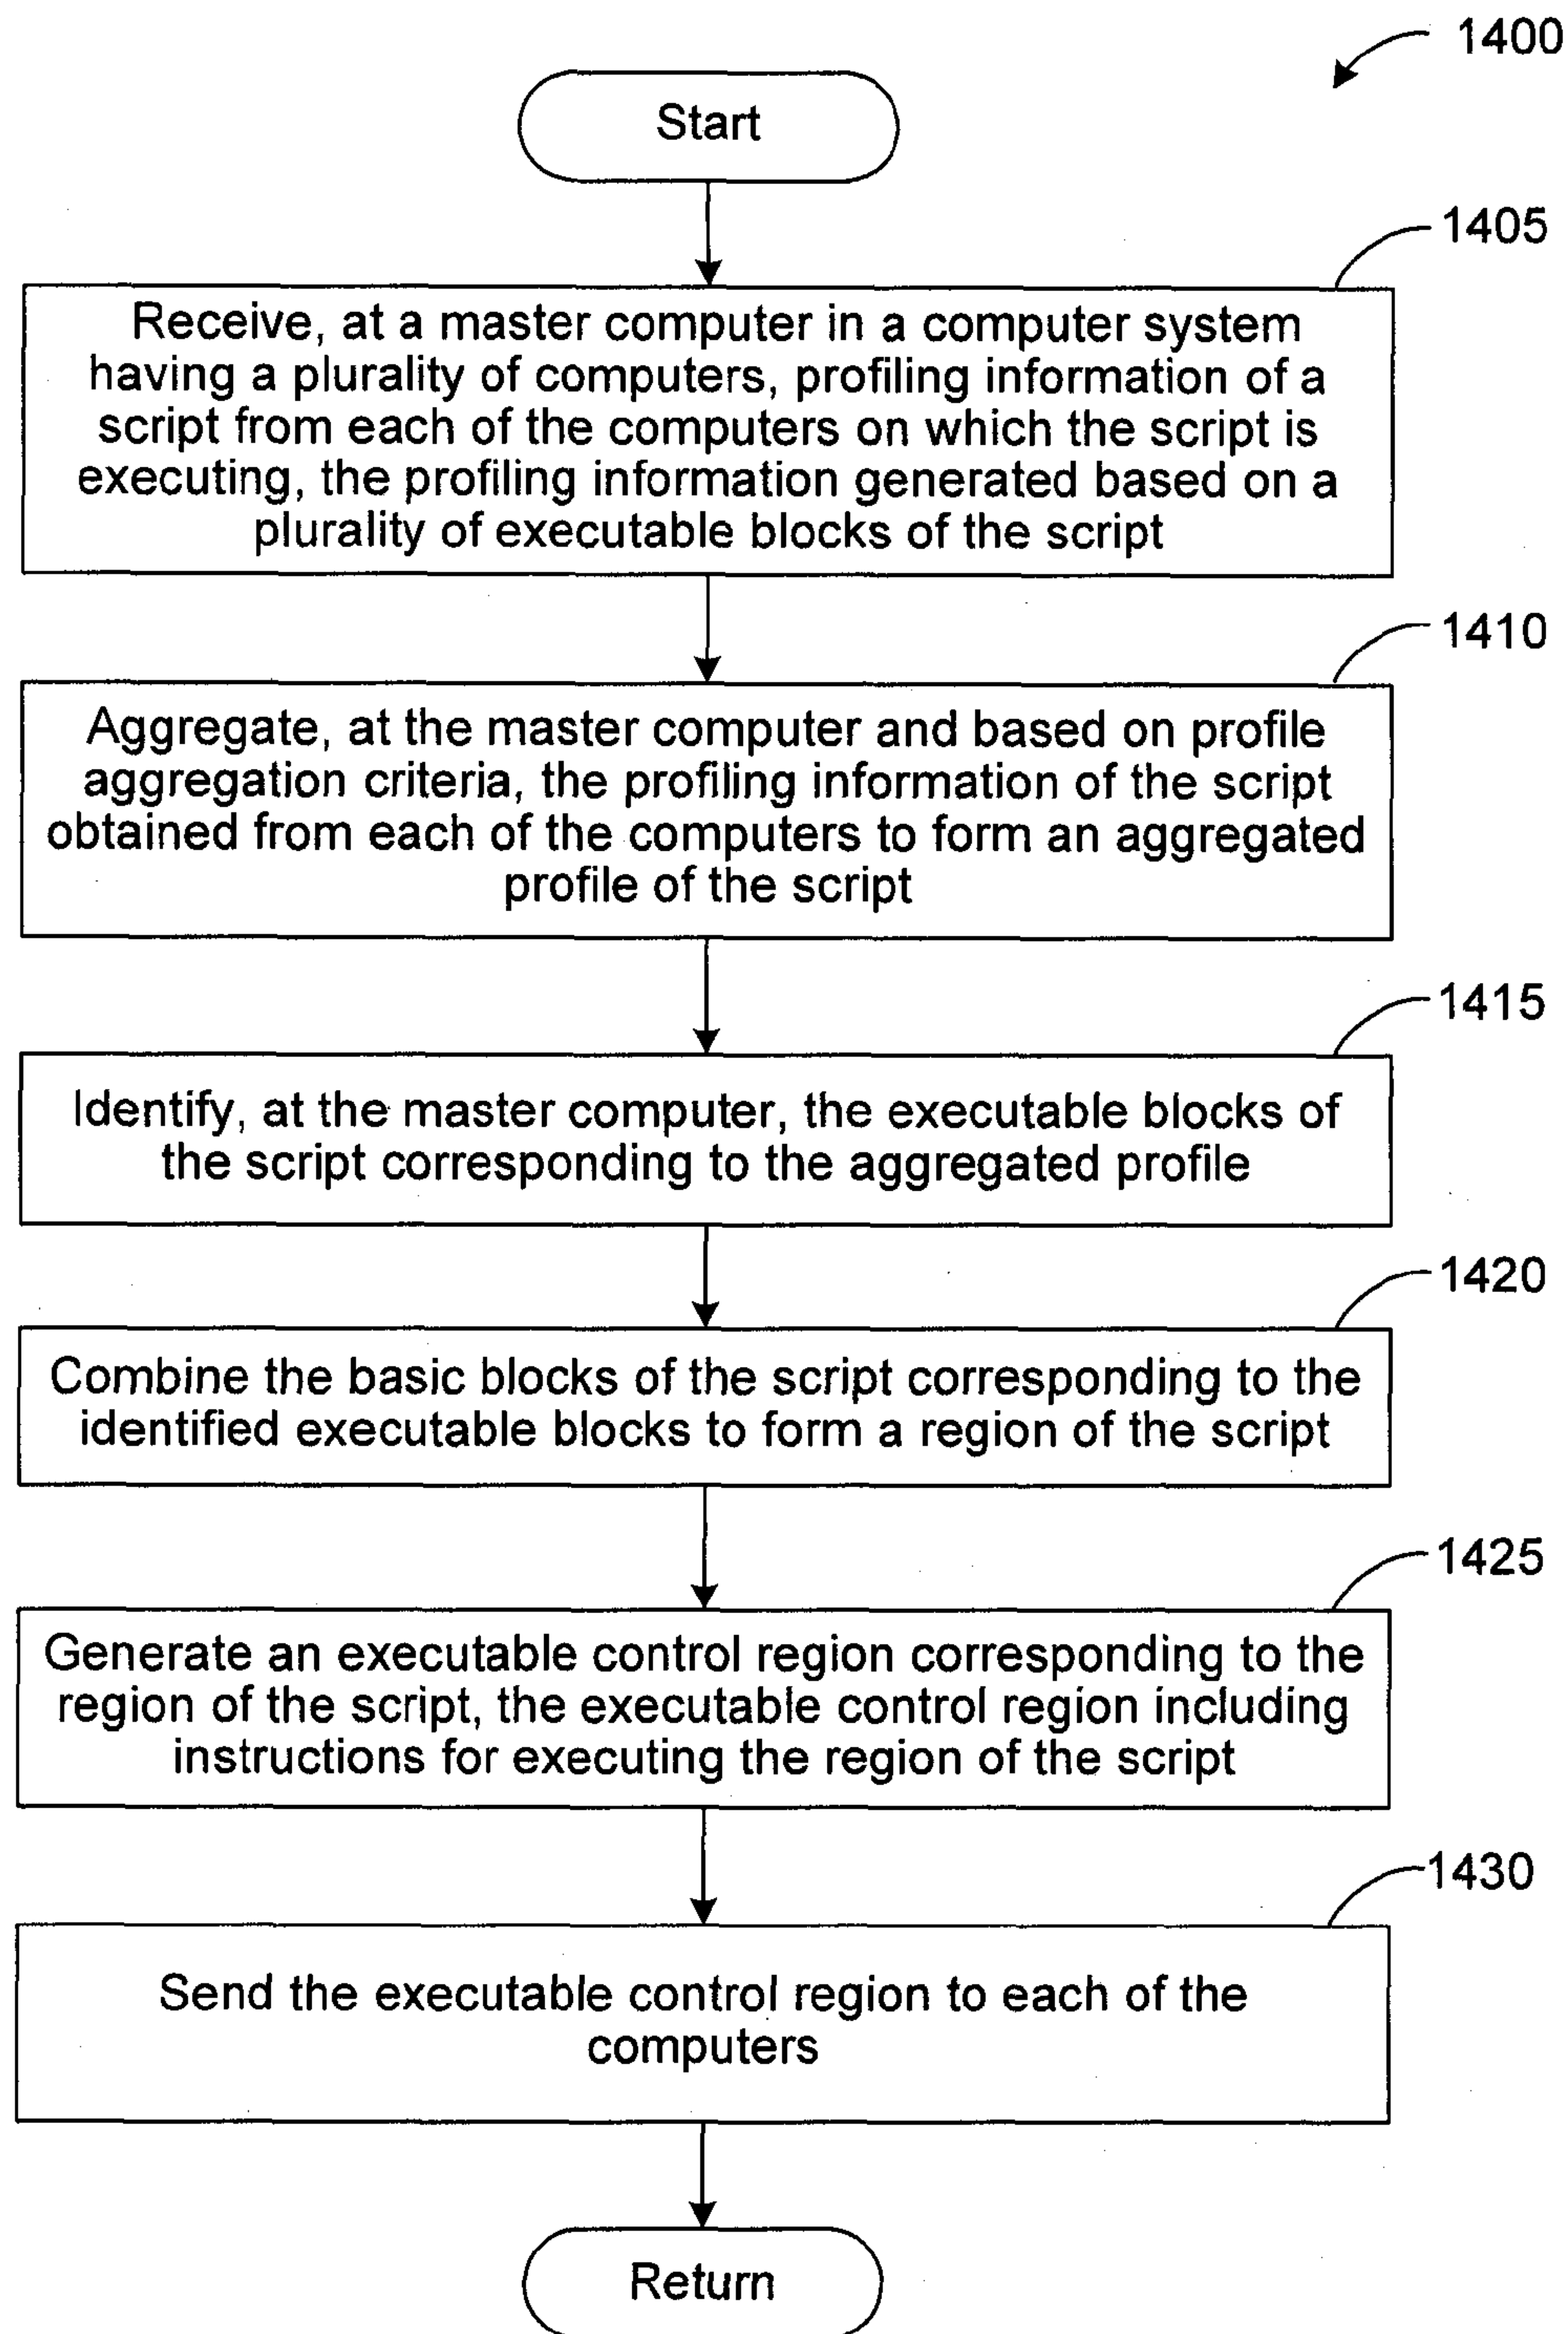 1400
Start
1405
Receive, at a master computer in a computer system
having a plurality of computers, profiling information of a
script from each of the computers on which the script is
executing, the profiling information generated based on a
plurality of executable blocks of the script
1410
Aggregate, at the master computer and based on profile
aggregation criteria, the profiling information of the script
obtained from each of the computers to form an aggregated
profile of the script
1415
Identify, at the master computer, the executable blocks of
the script corresponding to the aggregated profile
1420
Combine the basic blocks of the script corresponding to the
identified executable blocks to form a region of the script
1425
Generate an executable control region corresponding to the
region of the script, the executable control region including
instructions for executing the region of the script
1430
Send the executable control region to each of the
computers
Return